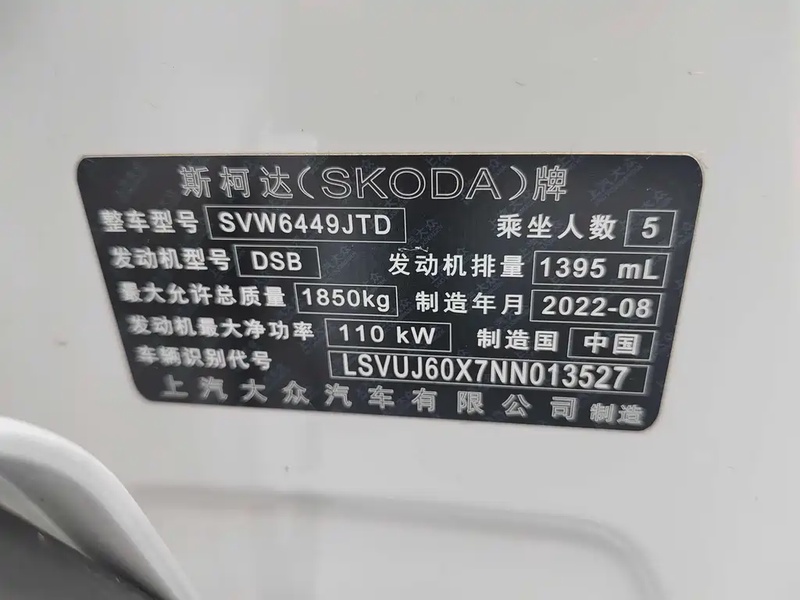 斯柯达(SKODA)牌
整车型号 SVW6449JTD 乘坐人数 5
发动机型号 DSB 发动机排量 1395 mL
最大允许总质量 1850kg 制造年月 2022-08
发动机最大净功率 110 kW 制造国 中国
车辆识别代号 LSVUJ60X7NN013527
上汽大众汽车有限公司 制造